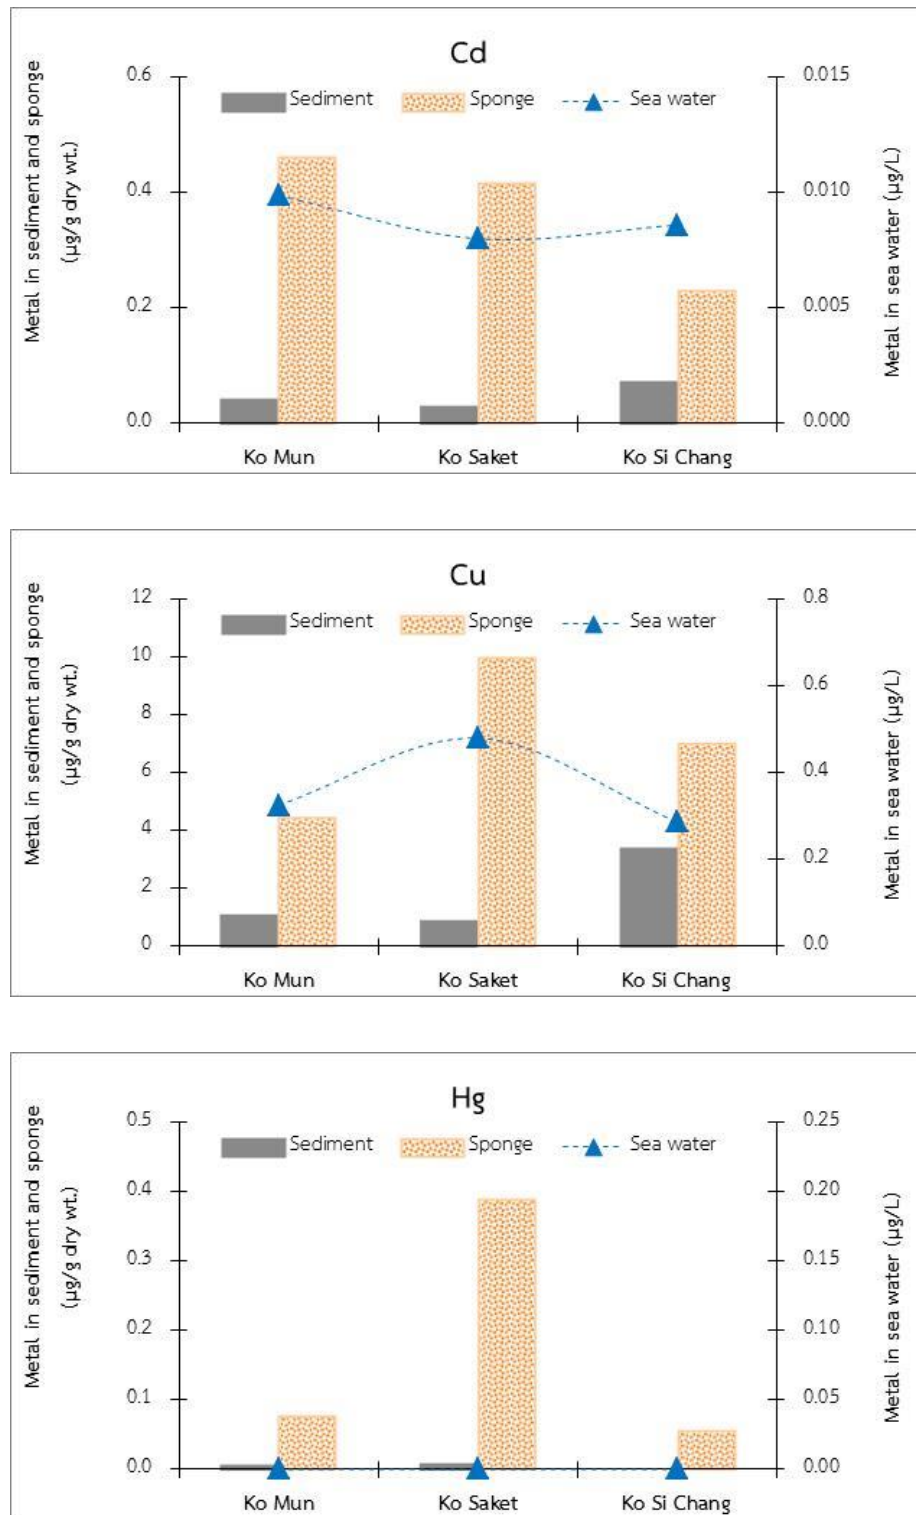 Cd
Metal in sediment and sponge
(µg/g dry wt.)
Metal in sea water (µg/L)
Sediment Sponge Sea water
0.6 0.015
0.4 0.010
0.2 0.005
0.0 0.000
Ko Mun Ko Saket Ko Si Chang
Cu
Metal in sediment and sponge
(µg/g dry wt.)
Metal in sea water (µg/L)
Sediment Sponge Sea water
12 0.8
10
0.6
8
6 0.4
4
0.2
2
0 0.0
Ko Mun Ko Saket Ko Si Chang
Hg
Metal in sediment and sponge
(µg/g dry wt.)
Metal in sea water (µg/L)
Sediment Sponge Sea water
0.5 0.25
0.4 0.20
0.3 0.15
0.2 0.10
0.1 0.05
0.0 0.00
Ko Mun Ko Saket Ko Si Chang